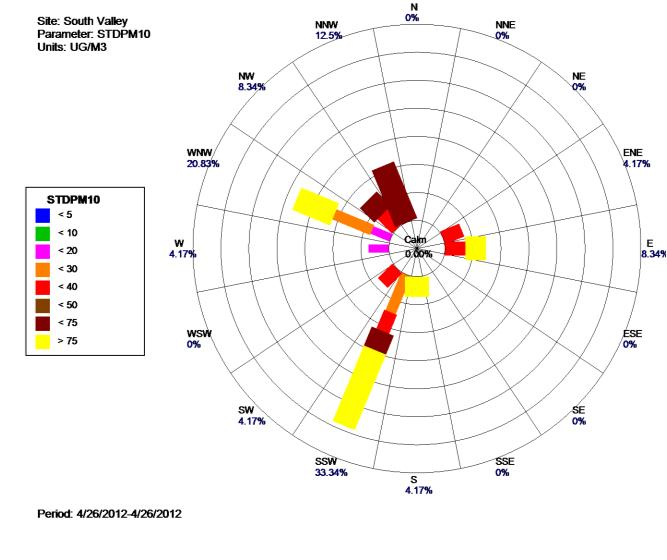 Site: South Valley
Parameter: STDPM10
Units: UG/M3
N
0%
NNE
0%
NE
0%
ENE
4.17%
E
8.34%
ESE
0%
SE
0%
SSE
0%
S
4.17%
SSW
33.34%
SW
4.17%
WSW
0%
W
4.17%
WNW
20.83%
NW
8.34%
NNW
12.5%
Calm
0.00%
STDPM10
< 5
< 10
< 20
< 30
< 40
< 50
< 75
> 75
Period: 4/26/2012-4/26/2012